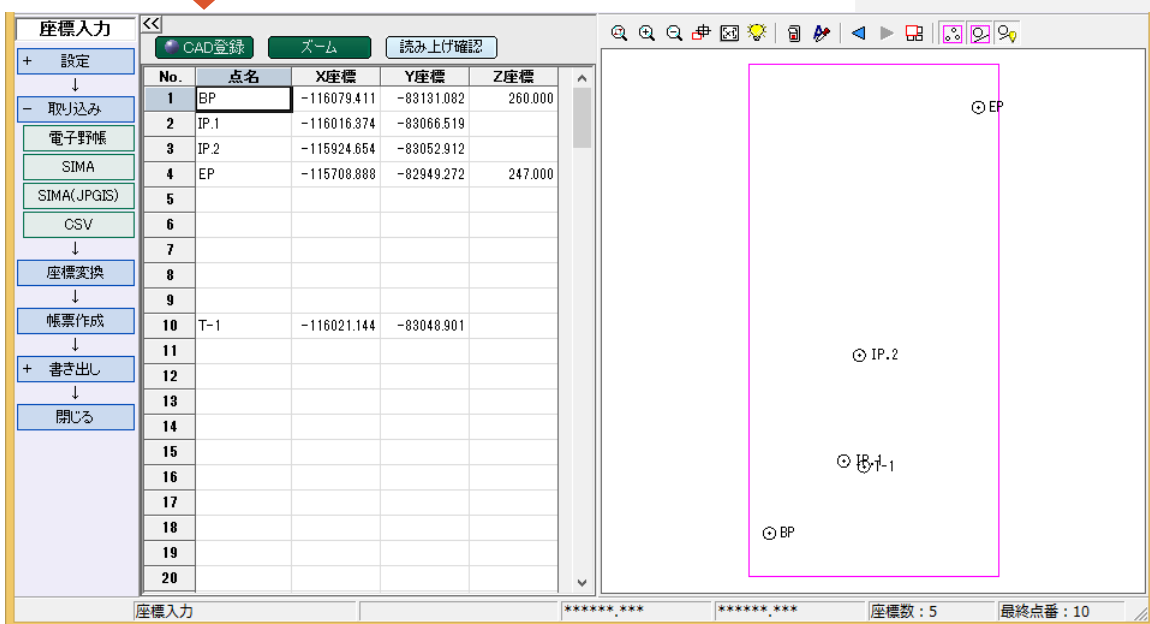 座標入力
+ 設定
↓
− 取り込み
電子野帳
SIMA
SIMA(JPGIS)
CSV
↓
座標変換
↓
帳票作成
↓
+ 書き出し
↓
閉じる
<<
CAD登録 ズーム 読み上げ確認
No. 点名 X座標 Y座標 Z座標
1 BP -116079.411 -83131.082 260.000
2 IP.1 -116016.374 -83066.519
3 IP.2 -115924.654 -83052.912
4 EP -115708.888 -82949.272 247.000
5
6
7
8
9
10 T-1 -116021.144 -83048.901
11
12
13
14
15
16
17
18
19
20
EP
IP.2
IP.1
T-1
BP
座標入力 ******.*** ******.*** 座標数：5 最終点番：10